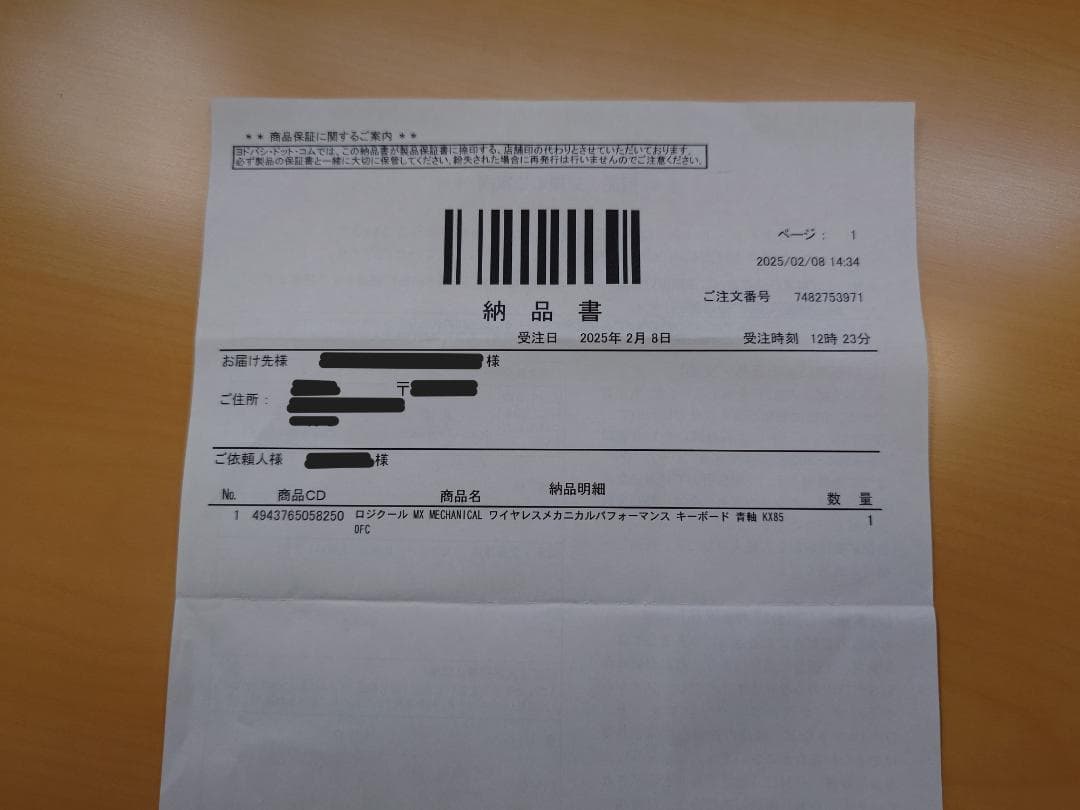 ＊＊ 商品保証に関するご案内 ＊＊
ヨドバシ・ドット・コムでは、この納品書が製品保証書に捺印する、店舗印の代わりとさせていただいております。
必ず製品の保証書と一緒に大切に保管してください。紛失された場合に再発行は行いませんのでご注意ください。
ページ： 1
2025/02/08 14:34
ご注文番号 7482753971
納品書
受注日 2025年 2月 8日 受注時刻 12時 23分
お届け先様 様
〒
ご住所：
ご依頼人様 様
納品明細
No. 商品CD 商品名 数量
1 4943765058250 ロジクール MX MECHANICAL ワイヤレスメカニカルパフォーマンス キーボード 青軸 KX85 1
0FC